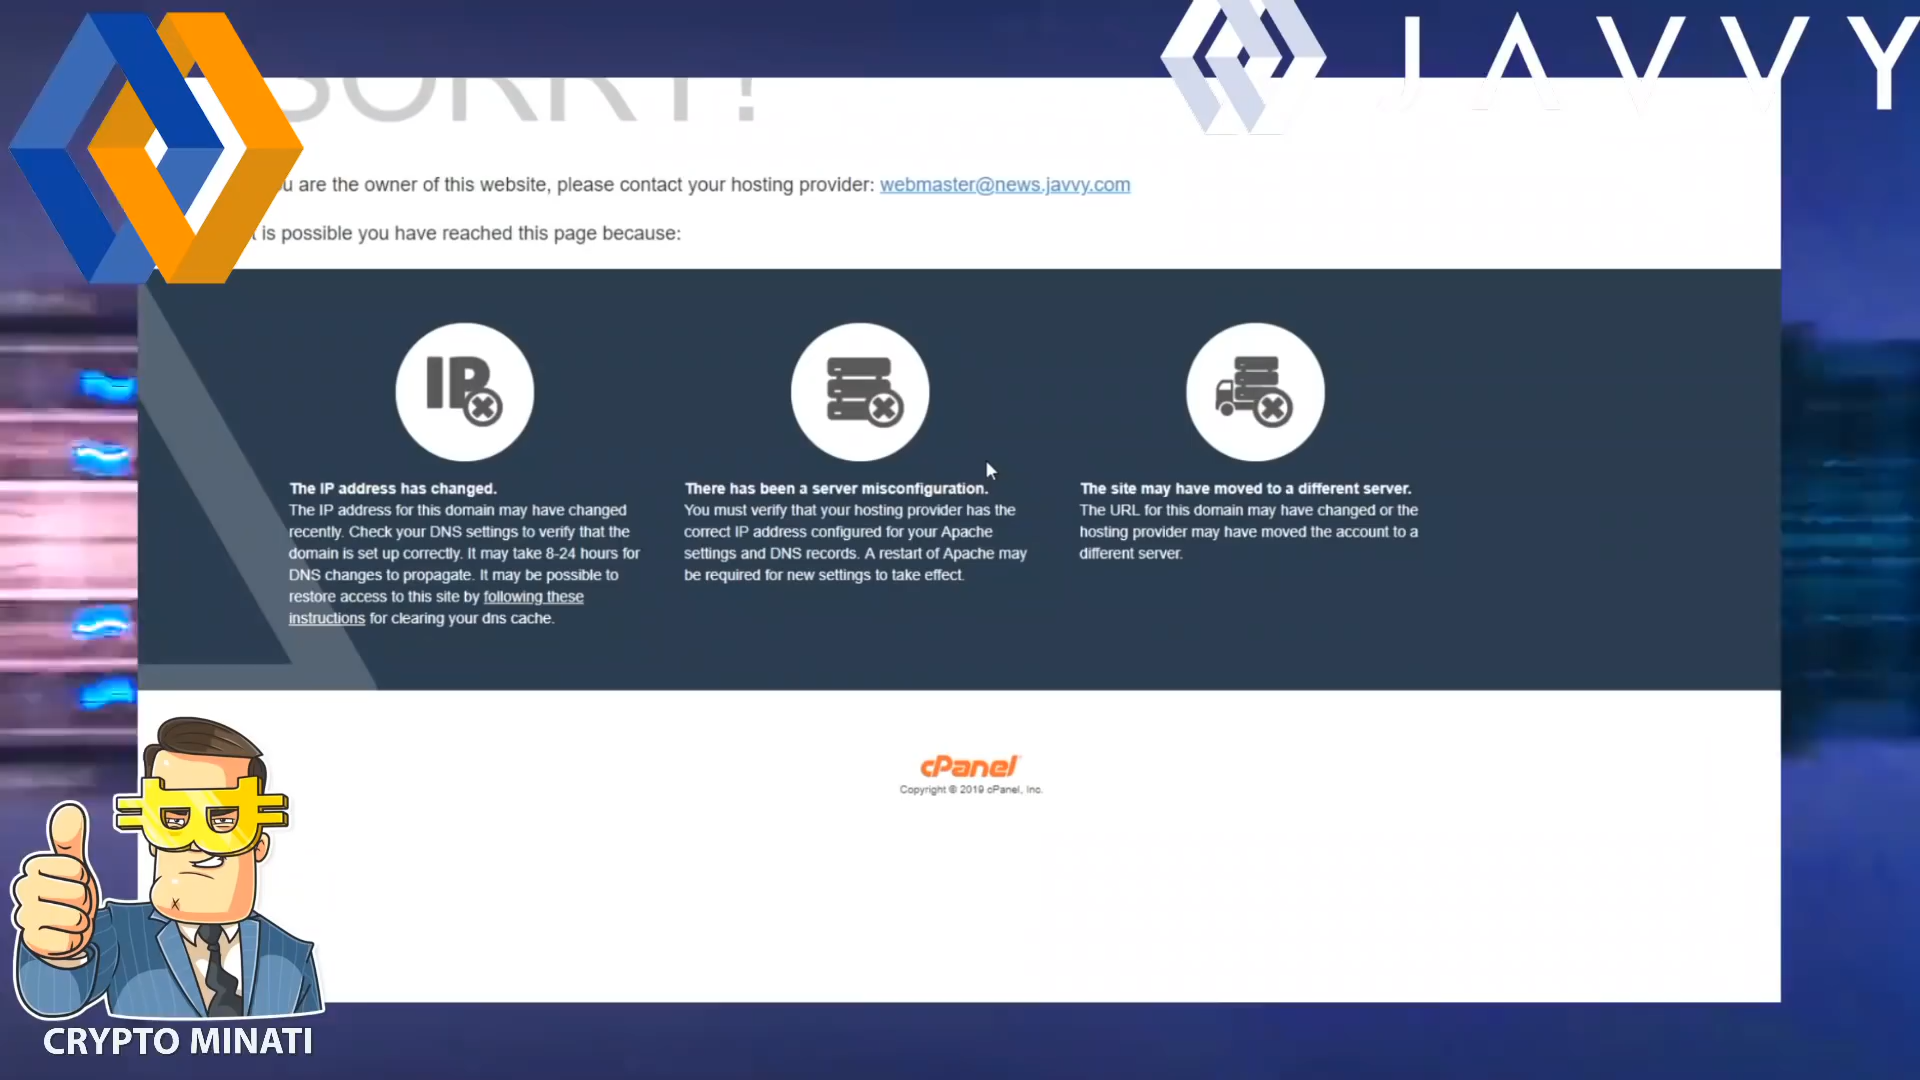 JAVVY
SORRY!
ou are the owner of this website, please contact your hosting provider: webmaster@news.javvy.com
t is possible you have reached this page because:
IP
The IP address has changed.
The IP address for this domain may have changed
recently. Check your DNS settings to verify that the
domain is set up correctly. It may take 8-24 hours for
DNS changes to propagate. It may be possible to
restore access to this site by following these
instructions for clearing your dns cache.
There has been a server misconfiguration.
You must verify that your hosting provider has the
correct IP address configured for your Apache
settings and DNS records. A restart of Apache may
be required for new settings to take effect.
The site may have moved to a different server.
The URL for this domain may have changed or the
hosting provider may have moved the account to a
different server.
cPanel
Copyright © 2019 cPanel, Inc.
CRYPTO MINATI